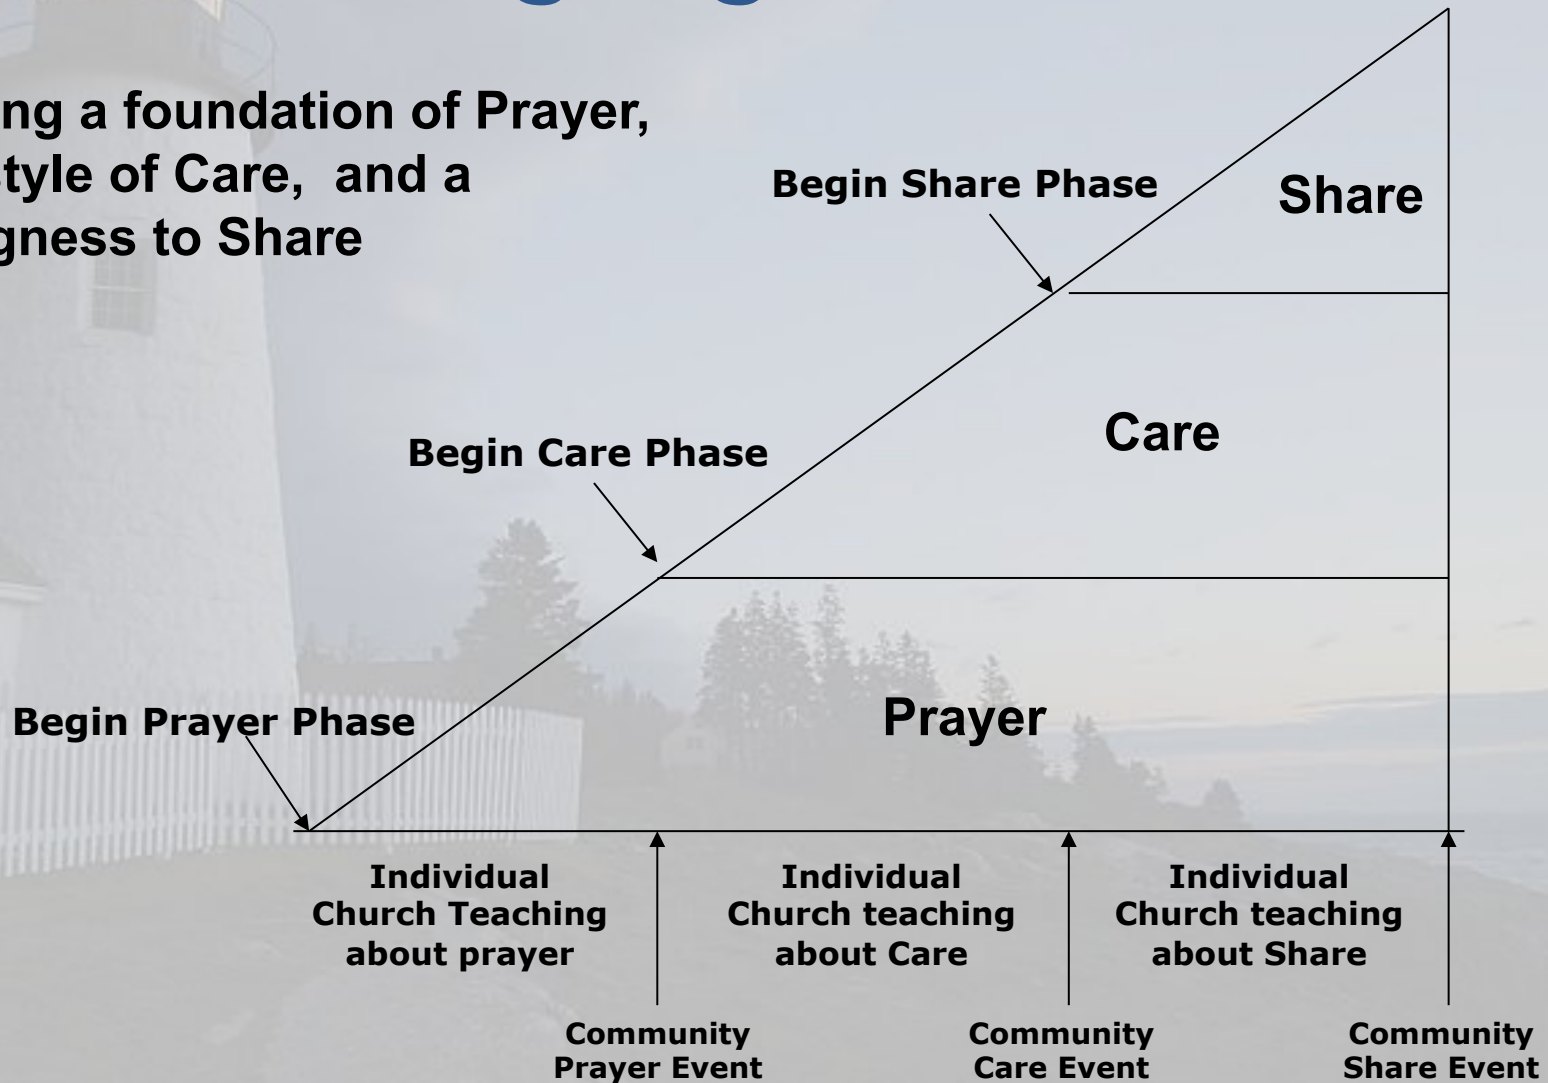 ng a foundation of Prayer,
style of Care, and a
gness to Share
Begin Share Phase
Share
Begin Care Phase
Care
Begin Prayer Phase
Prayer
Individual
Church Teaching
about prayer
Individual
Church teaching
about Care
Individual
Church teaching
about Share
Community
Prayer Event
Community
Care Event
Community
Share Event